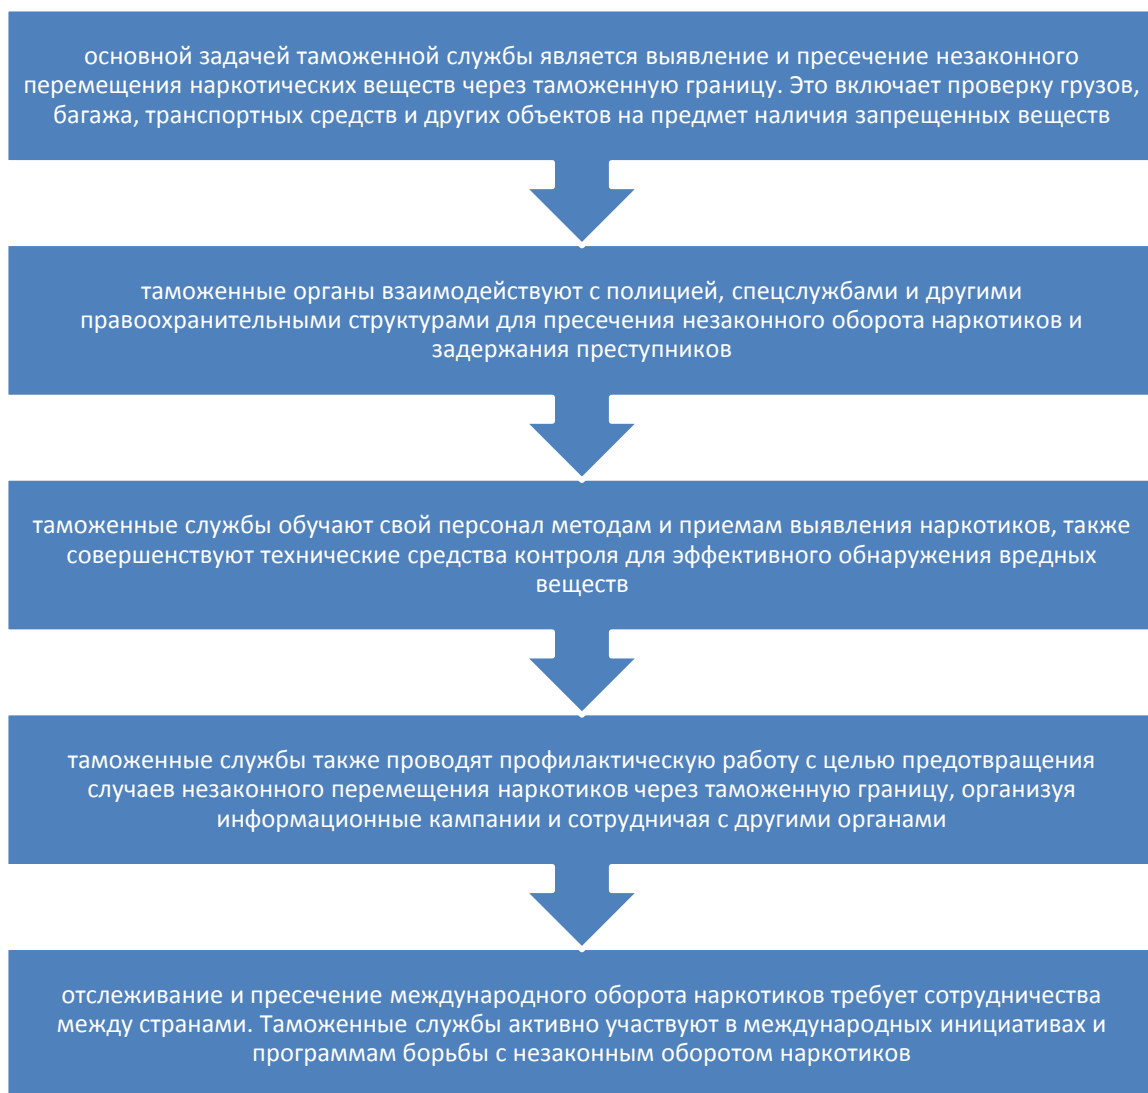 основной задачей таможенной службы является выявление и пресечение незаконного
перемещения наркотических веществ через таможенную границу. Это включает проверку грузов,
багажа, транспортных средств и других объектов на предмет наличия запрещенных веществ
таможенные органы взаимодействуют с полицией, спецслужбами и другими
правоохранительными структурами для пресечения незаконного оборота наркотиков и
задержания преступников
таможенные службы обучают свой персонал методам и приемам выявления наркотиков, также
совершенствуют технические средства контроля для эффективного обнаружения вредных
веществ
таможенные службы также проводят профилактическую работу с целью предотвращения
случаев незаконного перемещения наркотиков через таможенную границу, организуя
информационные кампании и сотрудничая с другими органами
отслеживание и пресечение международного оборота наркотиков требует сотрудничества
между странами. Таможенные службы активно участвуют в международных инициативах и
программам борьбы с незаконным оборотом наркотиков